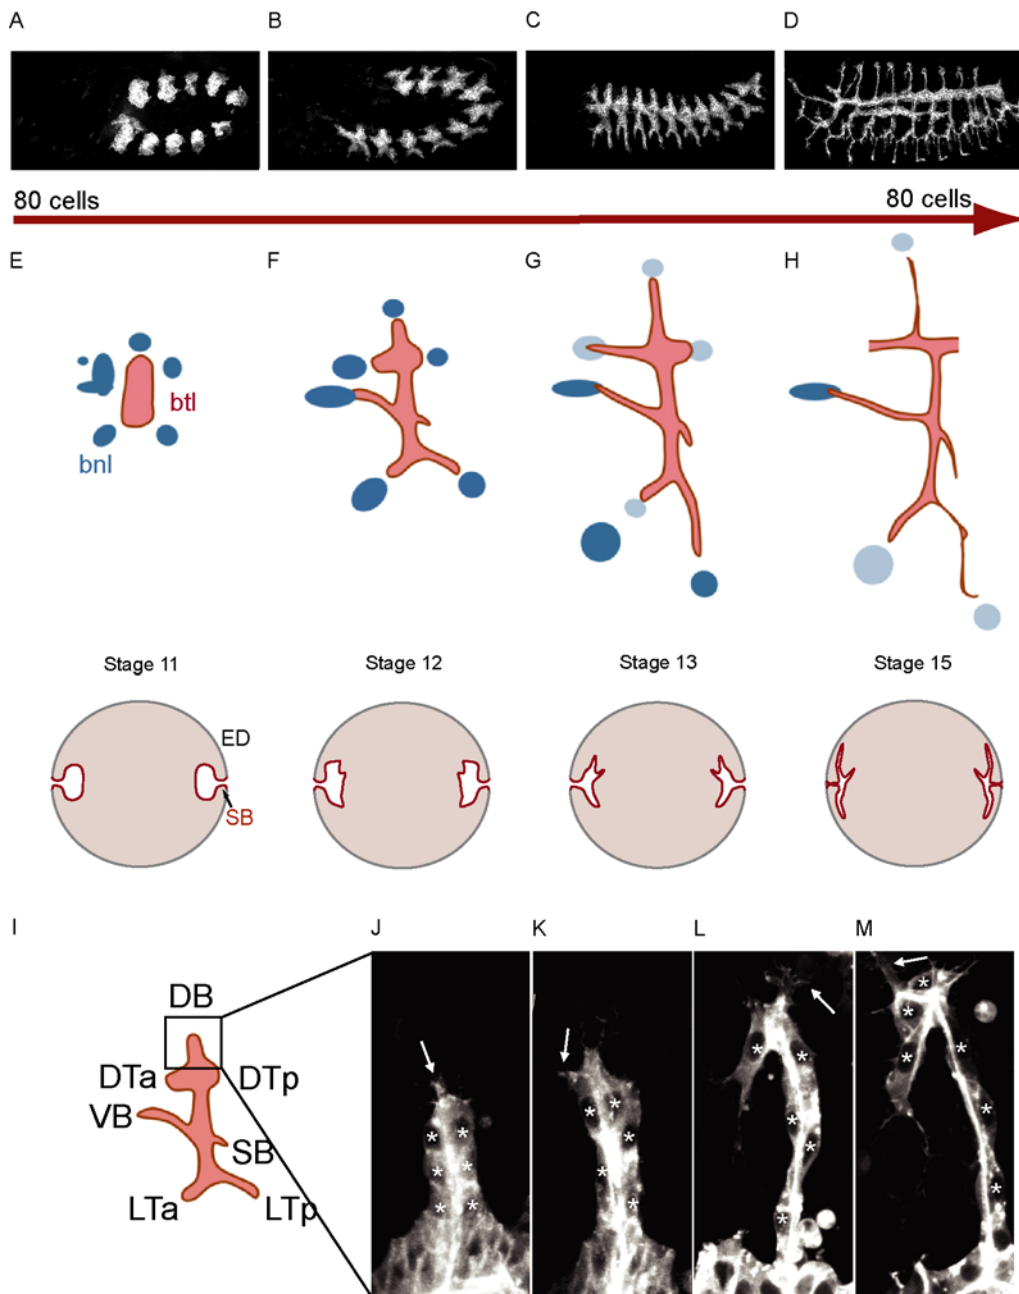 A B C D
80 cells 80 cells
E F G H
btl
bnl
Stage 11 Stage 12 Stage 13 Stage 15
ED
SB
I J K L M
DB
DTa DTp
VB
SB
LTa LTp